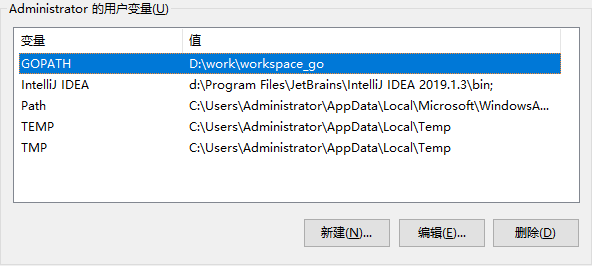 Administrator 的用户变量(U)
变量 值
GOPATH D:\work\workspace_go
IntelliJ IDEA d:\Program Files\JetBrains\IntelliJ IDEA 2019.1.3\bin;
Path C:\Users\Administrator\AppData\Local\Microsoft\WindowsA...
TEMP C:\Users\Administrator\AppData\Local\Temp
TMP C:\Users\Administrator\AppData\Local\Temp
新建(N)... 编辑(E)... 删除(D)